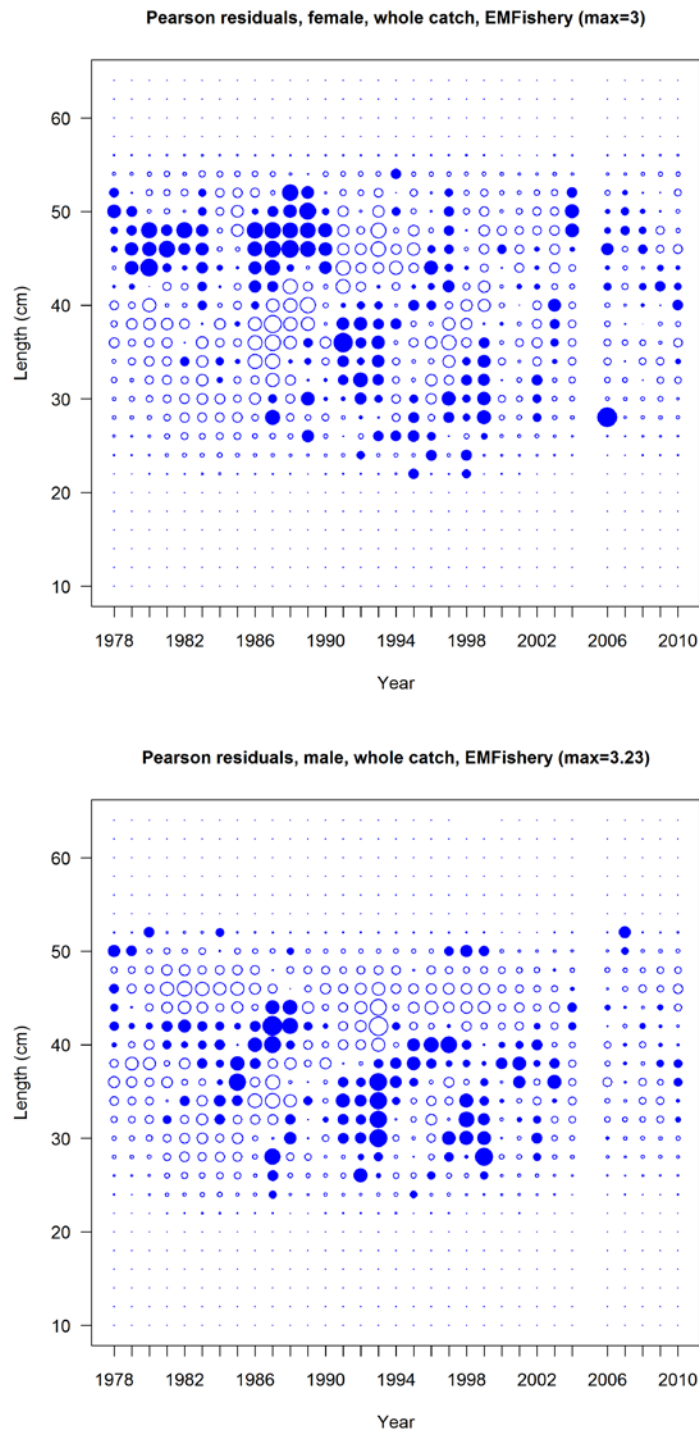 Pearson residuals, female, whole catch, EMFishery (max=3)
Length (cm)
60
50
40
30
20
10
1978 1982 1986 1990 1994 1998 2002 2006 2010
Year
Pearson residuals, male, whole catch, EMFishery (max=3.23)
Length (cm)
60
50
40
30
20
10
1978 1982 1986 1990 1994 1998 2002 2006 2010
Year